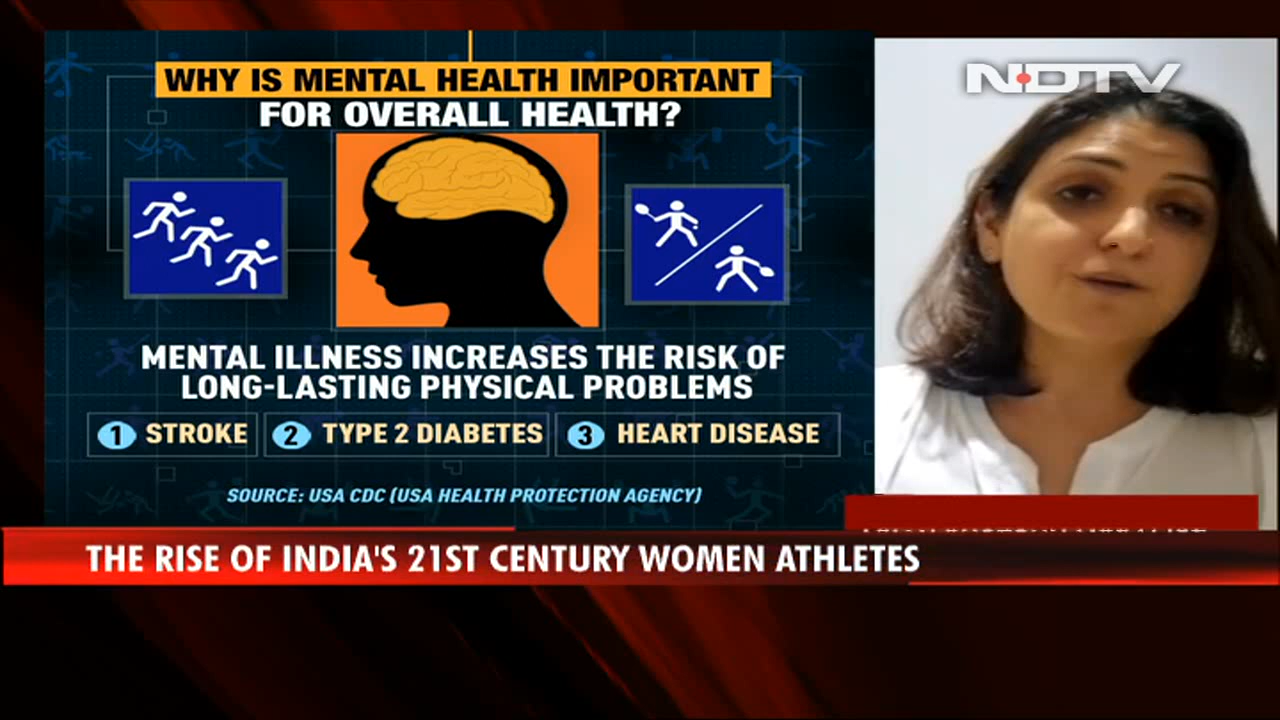 WHY IS MENTAL HEALTH IMPORTANT
FOR OVERALL HEALTH?
NDTV
MENTAL ILLNESS INCREASES THE RISK OF
LONG-LASTING PHYSICAL PROBLEMS
1 STROKE 2 TYPE 2 DIABETES 3 HEART DISEASE
SOURCE: USA CDC (USA HEALTH PROTECTION AGENCY)
THE RISE OF INDIA'S 21ST CENTURY WOMEN ATHLETES